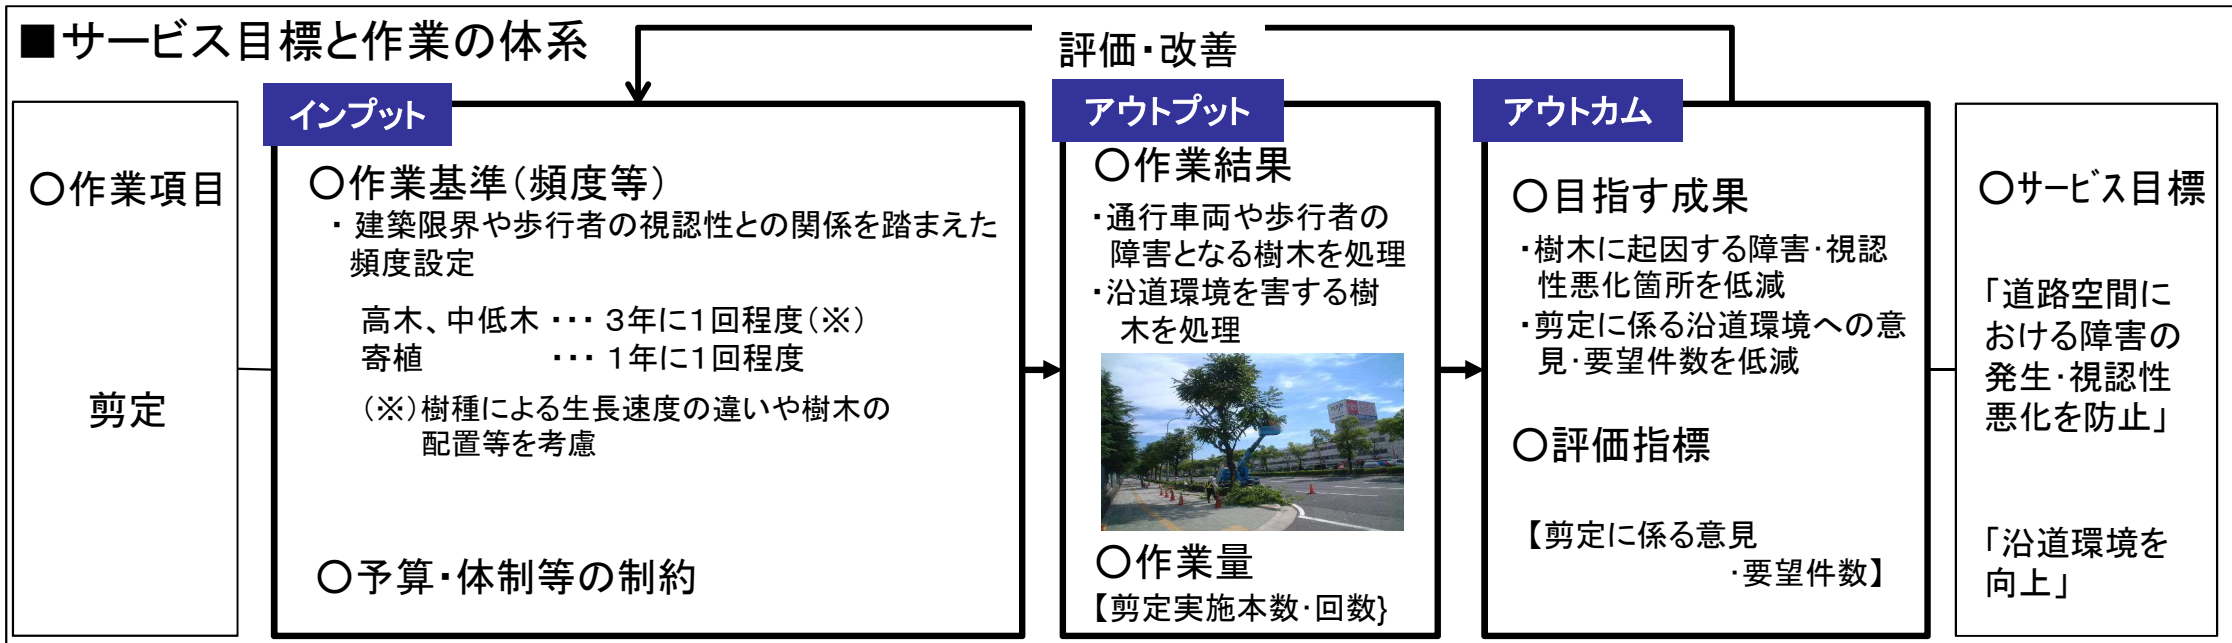 ■サービス目標と作業の体系
評価・改善
○作業項目
剪定
インプット
○作業基準(頻度等)
・建築限界や歩行者の視認性との関係を踏まえた
頻度設定
高木、中低木 ・・・ 3年に1回程度(※)
寄植 ・・・ 1年に1回程度
(※)樹種による生長速度の違いや樹木の
配置等を考慮
○予算・体制等の制約
アウトプット
○作業結果
・通行車両や歩行者の
障害となる樹木を処理
・沿道環境を害する樹
木を処理
○作業量
【剪定実施本数・回数}
アウトカム
○目指す成果
・樹木に起因する障害・視認
性悪化箇所を低減
・剪定に係る沿道環境への意
見・要望件数を低減
○評価指標
【剪定に係る意見
・要望件数】
○サービス目標
「道路空間に
おける障害の
発生・視認性
悪化を防止」
「沿道環境を
向上」